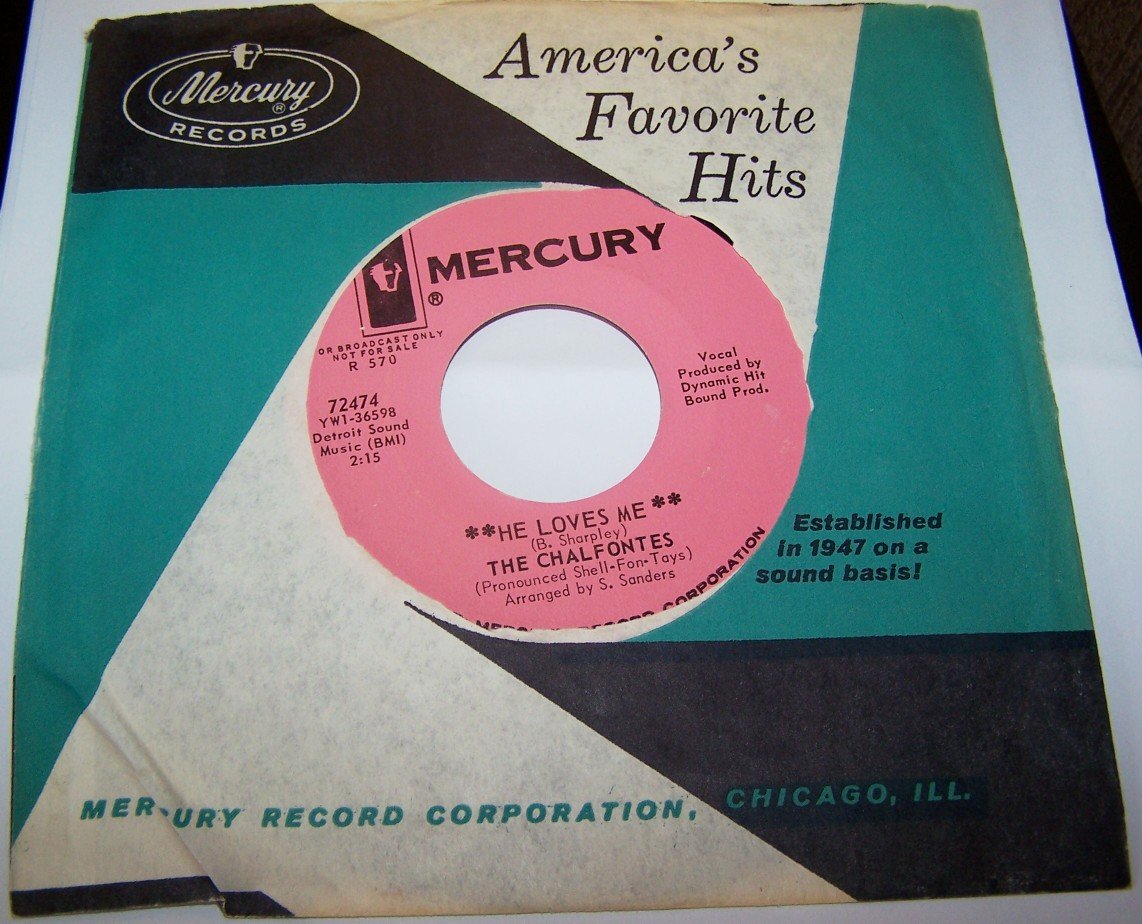 Mercury ®
RECORDS
America's
Favorite
Hits
MERCURY
®
OR BROADCAST ONLY
NOT FOR SALE
R 570
72474
YW1-36598
Detroit Sound
Music (BMI)
2:15
Vocal
Produced by
Dynamic Hit
Bound Prod.
**HE LOVES ME**
(B. Sharpley)
THE CHALFONTES
(Pronounced Shell-Fon-Tays)
Arranged by S. Sanders
RECORD CORPORATION
Established
in 1947 on a
sound basis!
MERCURY RECORD CORPORATION, CHICAGO, ILL.